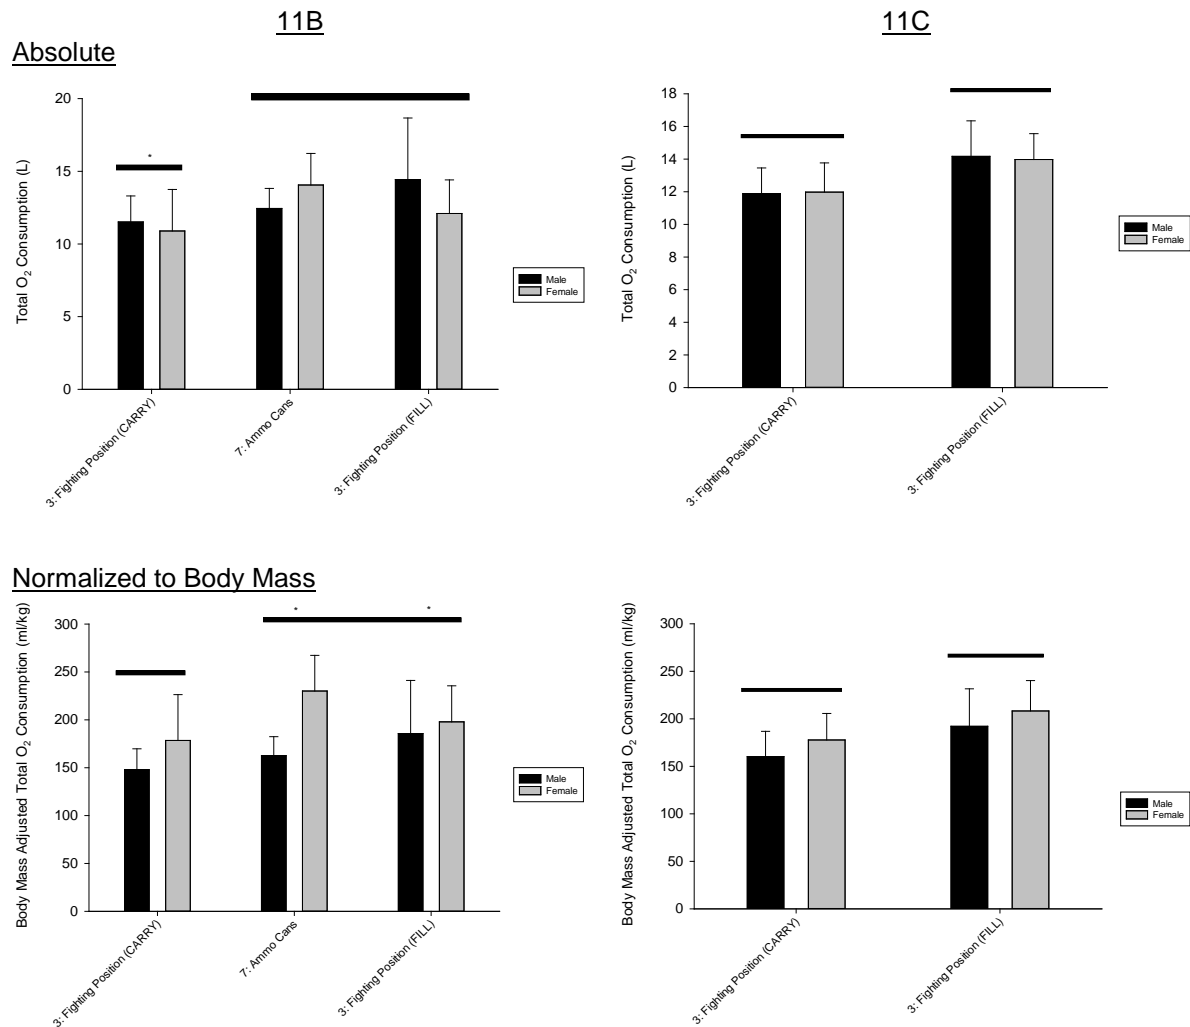 11B
11C
Absolute
Total O₂ Consumption (L)
20
15
10
5
0
*
3: Fighting Position (CARRY)
7: Ammo Cans
3: Fighting Position (FILL)
Male
Female
Total O₂ Consumption (L)
18
16
14
12
10
8
6
4
2
0
3: Fighting Position (CARRY)
3: Fighting Position (FILL)
Male
Female
Normalized to Body Mass
Body Mass Adjusted Total O₂ Consumption (ml/kg)
300
250
200
150
100
50
0
*
*
3: Fighting Position (CARRY)
7: Ammo Cans
3: Fighting Position (FILL)
Male
Female
Body Mass Adjusted Total O₂ Consumption (ml/kg)
300
250
200
150
100
50
0
3: Fighting Position (CARRY)
3: Fighting Position (FILL)
Male
Female